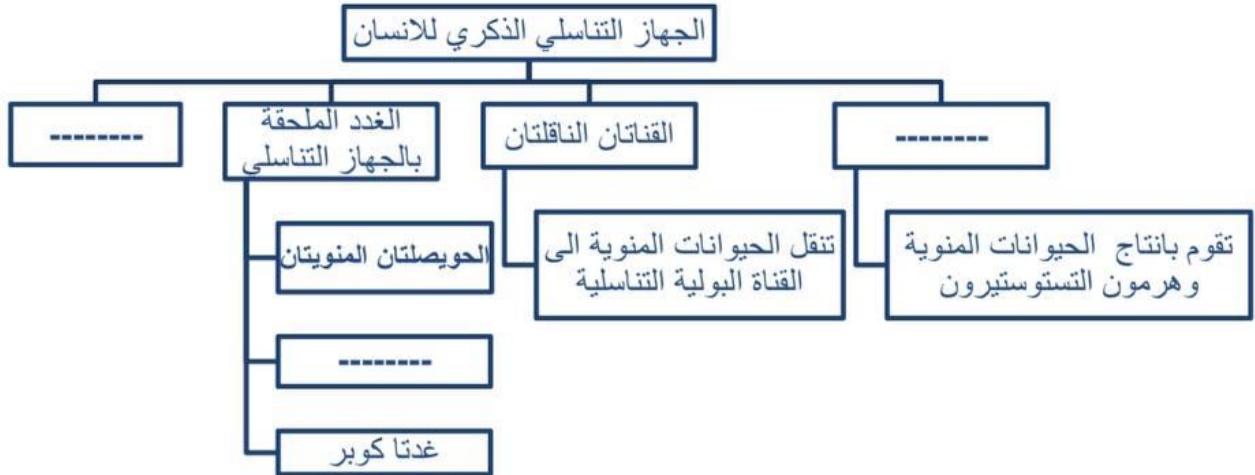 الجهاز التناسلي الذكري للانسان
--------
القناتان الناقلتان
الغدد الملحقة
بالجهاز التناسلي
--------
تقوم بانتاج الحيوانات المنوية
وهرمون التستوستيرون
تنقل الحيوانات المنوية الى
القناة البولية التناسلية
الحويصلتان المنويتان
--------
غدتا كوبر